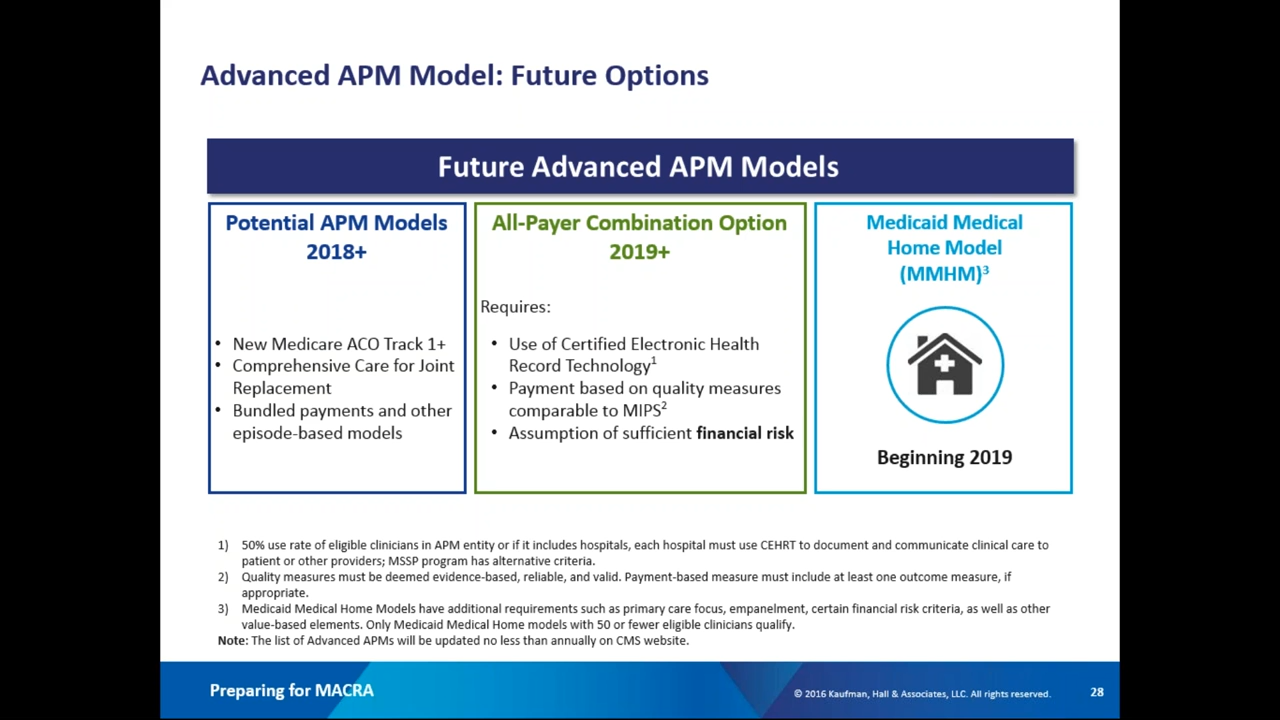 Advanced APM Model: Future Options
Future Advanced APM Models
Potential APM Models
2018+
• New Medicare ACO Track 1+
• Comprehensive Care for Joint
Replacement
• Bundled payments and other
episode-based models
All-Payer Combination Option
2019+
Requires:
• Use of Certified Electronic Health
Record Technology¹
• Payment based on quality measures
comparable to MIPS²
• Assumption of sufficient financial risk
Medicaid Medical
Home Model
(MMHM)³
Beginning 2019
1) 50% use rate of eligible clinicians in APM entity or if it includes hospitals, each hospital must use CEHRT to document and communicate clinical care to
patient or other providers; MSSP program has alternative criteria.
2) Quality measures must be deemed evidence-based, reliable, and valid. Payment-based measure must include at least one outcome measure, if
appropriate.
3) Medicaid Medical Home Models have additional requirements such as primary care focus, empanelment, certain financial risk criteria, as well as other
value-based elements. Only Medicaid Medical Home models with 50 or fewer eligible clinicians qualify.
Note: The list of Advanced APMs will be updated no less than annually on CMS website.
Preparing for MACRA
© 2016 Kaufman, Hall & Associates, LLC. All rights reserved.
28